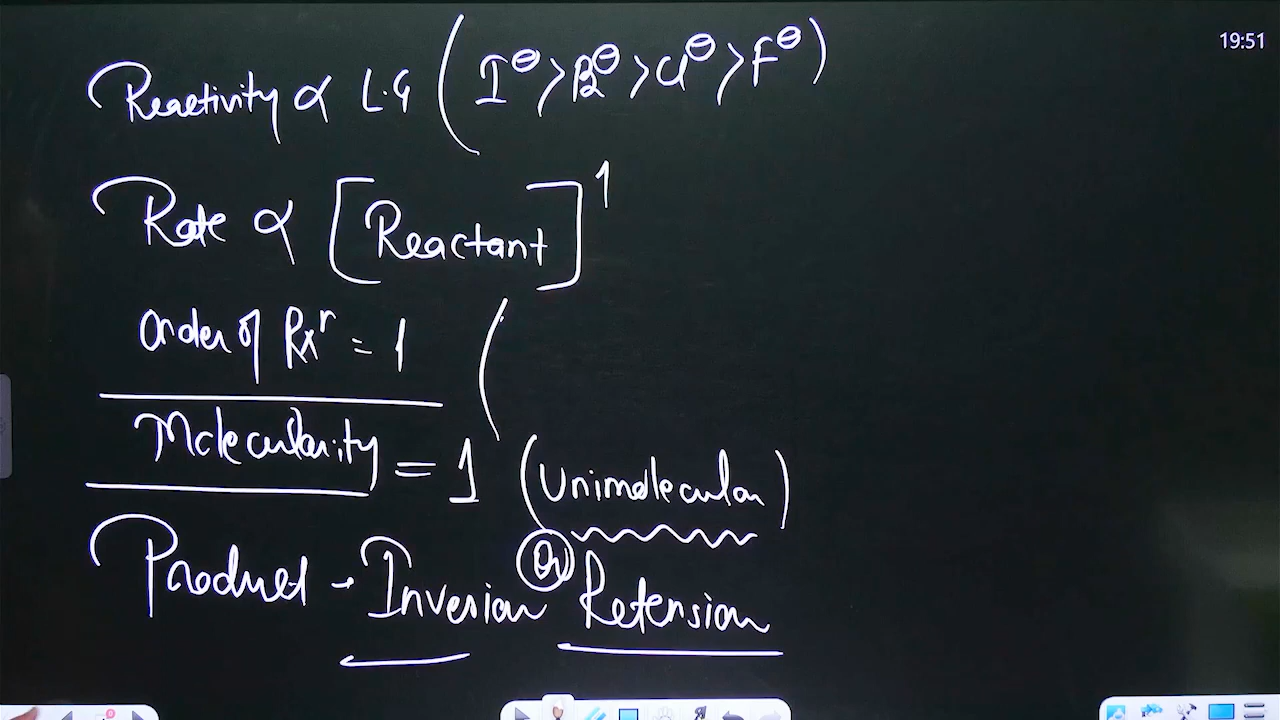 19:51
Reactivity ∝ L.G (I⊖ > Br⊖ > Cl⊖ > F⊖)
Rate ∝ [Reactant]¹
Order of Rxⁿ = 1 (
Molecularity = 1 (Unimolecular)
Product → Inversion Or Retension